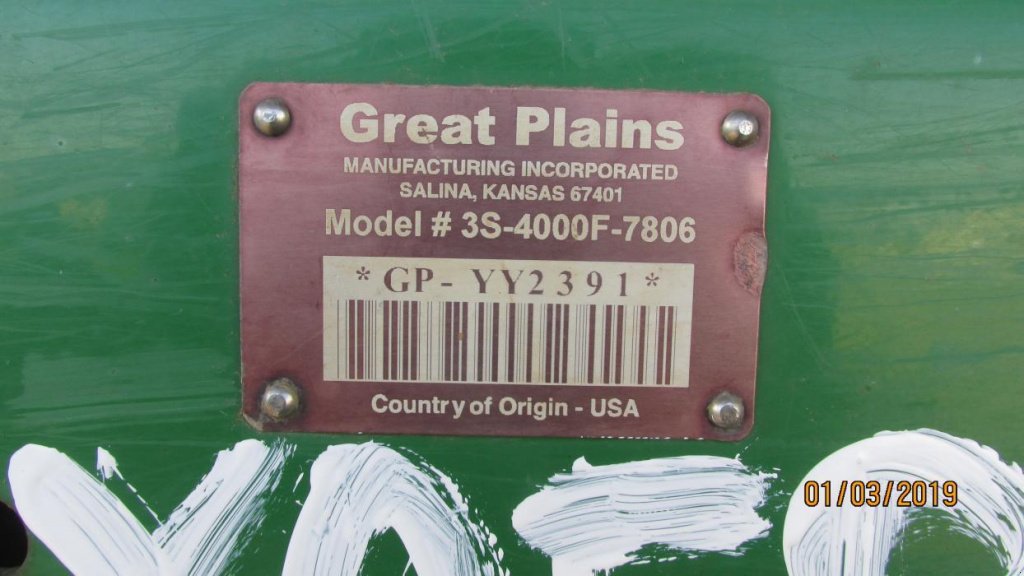 Great Plains
MANUFACTURING INCORPORATED
SALINA, KANSAS 67401
Model # 3S-4000F-7806
*GP-YY2391*
Country of Origin - USA
01/03/2019